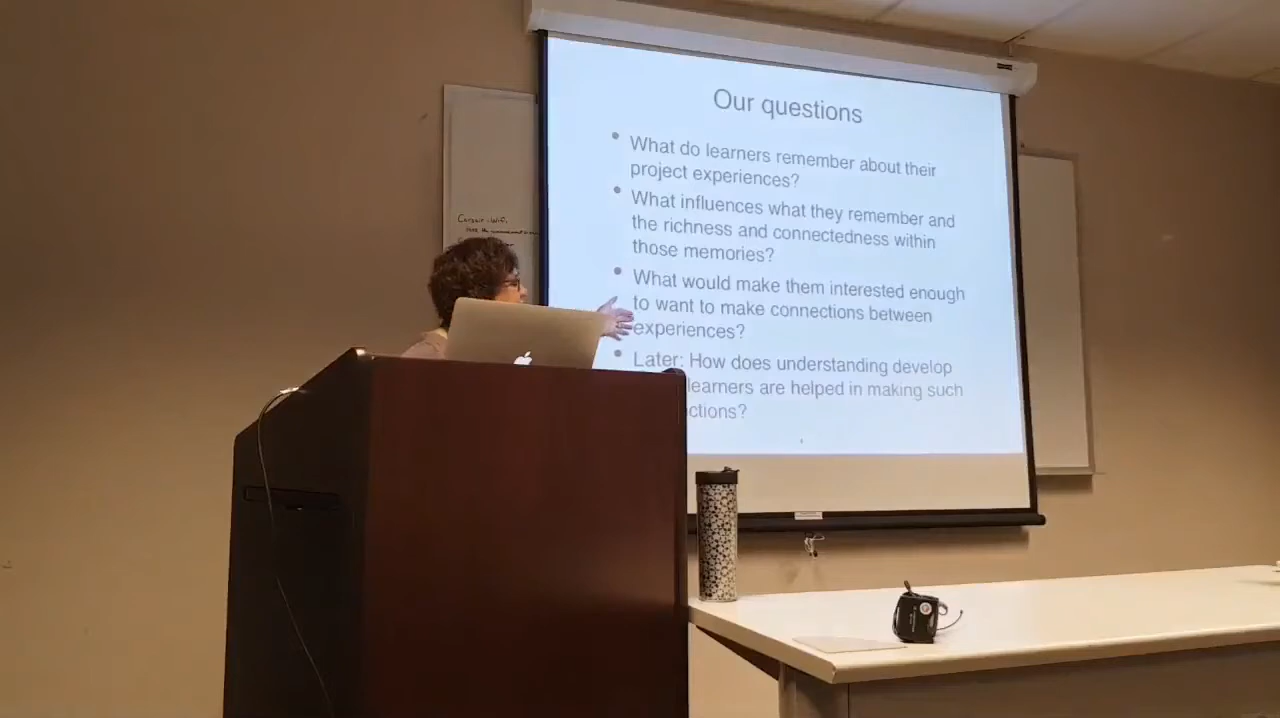 Our questions
• What do learners remember about their
project experiences?
• What influences what they remember and
the richness and connectedness within
those memories?
• What would make them interested enough
to want to make connections between
experiences?
• Later: How does understanding develop
learners are helped in making such
ctions?